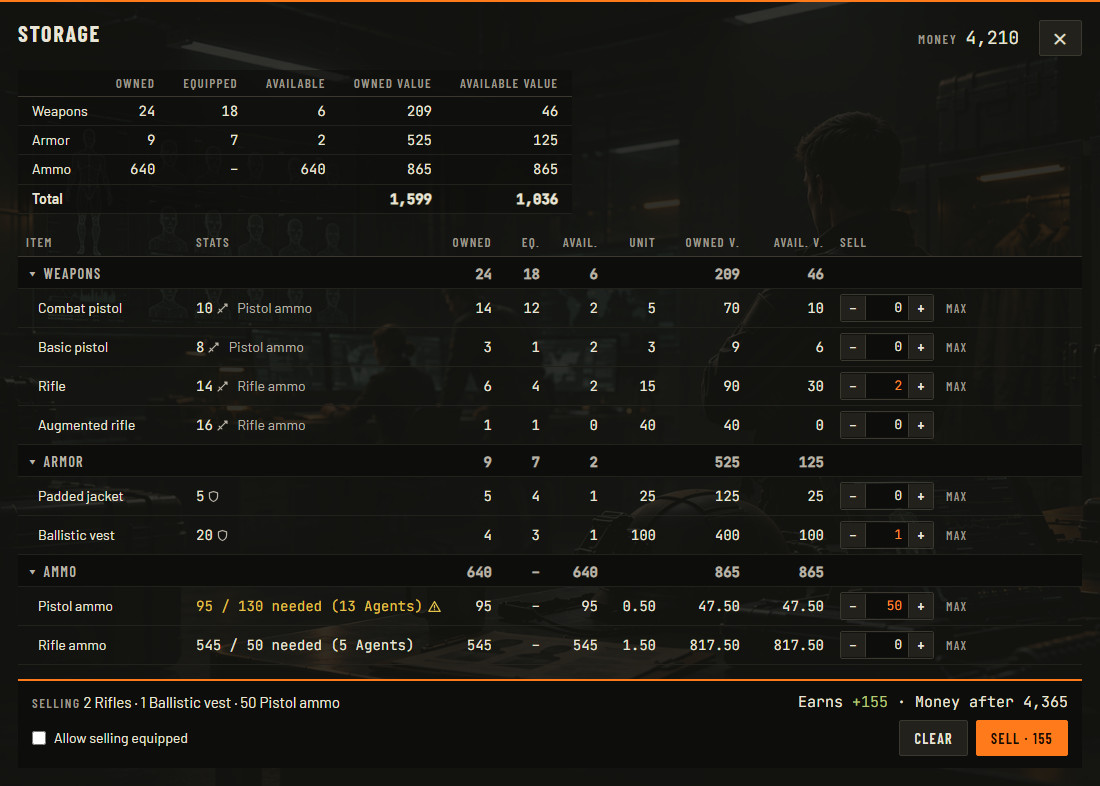 STORAGE
MONEY 4,210 ×
OWNED EQUIPPED AVAILABLE OWNED VALUE AVAILABLE VALUE
Weapons 24 18 6 209 46
Armor 9 7 2 525 125
Ammo 640 – 640 865 865
Total 1,599 1,036
ITEM STATS OWNED EQ. AVAIL. UNIT OWNED V. AVAIL. V. SELL
▾ WEAPONS 24 18 6 209 46
Combat pistol 10 Pistol ammo 14 12 2 5 70 10 – 0 + MAX
Basic pistol 8 Pistol ammo 3 1 2 3 9 6 – 0 + MAX
Rifle 14 Rifle ammo 6 4 2 15 90 30 – 2 + MAX
Augmented rifle 16 Rifle ammo 1 1 0 40 40 0 – 0 +
▾ ARMOR 9 7 2 525 125
Padded jacket 5 5 4 1 25 125 25 – 0 + MAX
Ballistic vest 20 4 3 1 100 400 100 – 1 + MAX
▾ AMMO 640 – 640 865 865
Pistol ammo 95 / 130 needed (13 Agents) ⚠ 95 – 95 0.50 47.50 47.50 – 50 + MAX
Rifle ammo 545 / 50 needed (5 Agents) 545 – 545 1.50 817.50 817.50 – 0 + MAX
SELLING 2 Rifles · 1 Ballistic vest · 50 Pistol ammo
Earns +155 · Money after 4,365
Allow selling equipped
CLEAR SELL · 155